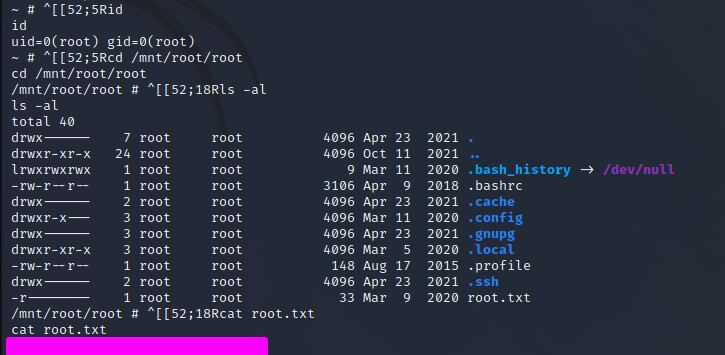 ~ # ^[[52;5Rid
id
uid=0(root) gid=0(root)
~ # ^[[52;5Rcd /mnt/root/root
cd /mnt/root/root
/mnt/root/root # ^[[52;18Rls -al
ls -al
total 40
drwx------    7 root     root          4096 Apr 23  2021 .
drwxr-xr-x   24 root     root          4096 Oct 11  2021 ..
lrwxrwxrwx    1 root     root             9 Mar 11  2020 .bash_history -> /dev/null
-rw-r--r--    1 root     root          3106 Apr  9  2018 .bashrc
drwx------    2 root     root          4096 Apr 23  2021 .cache
drwxr-x---    3 root     root          4096 Mar 11  2020 .config
drwx------    3 root     root          4096 Apr 23  2021 .gnupg
drwxr-xr-x    3 root     root          4096 Mar  5  2020 .local
-rw-r--r--    1 root     root           148 Aug 17  2015 .profile
drwx------    2 root     root          4096 Apr 23  2021 .ssh
-r--------    1 root     root            33 Mar  9  2020 root.txt
/mnt/root/root # ^[[52;18Rcat root.txt
cat root.txt